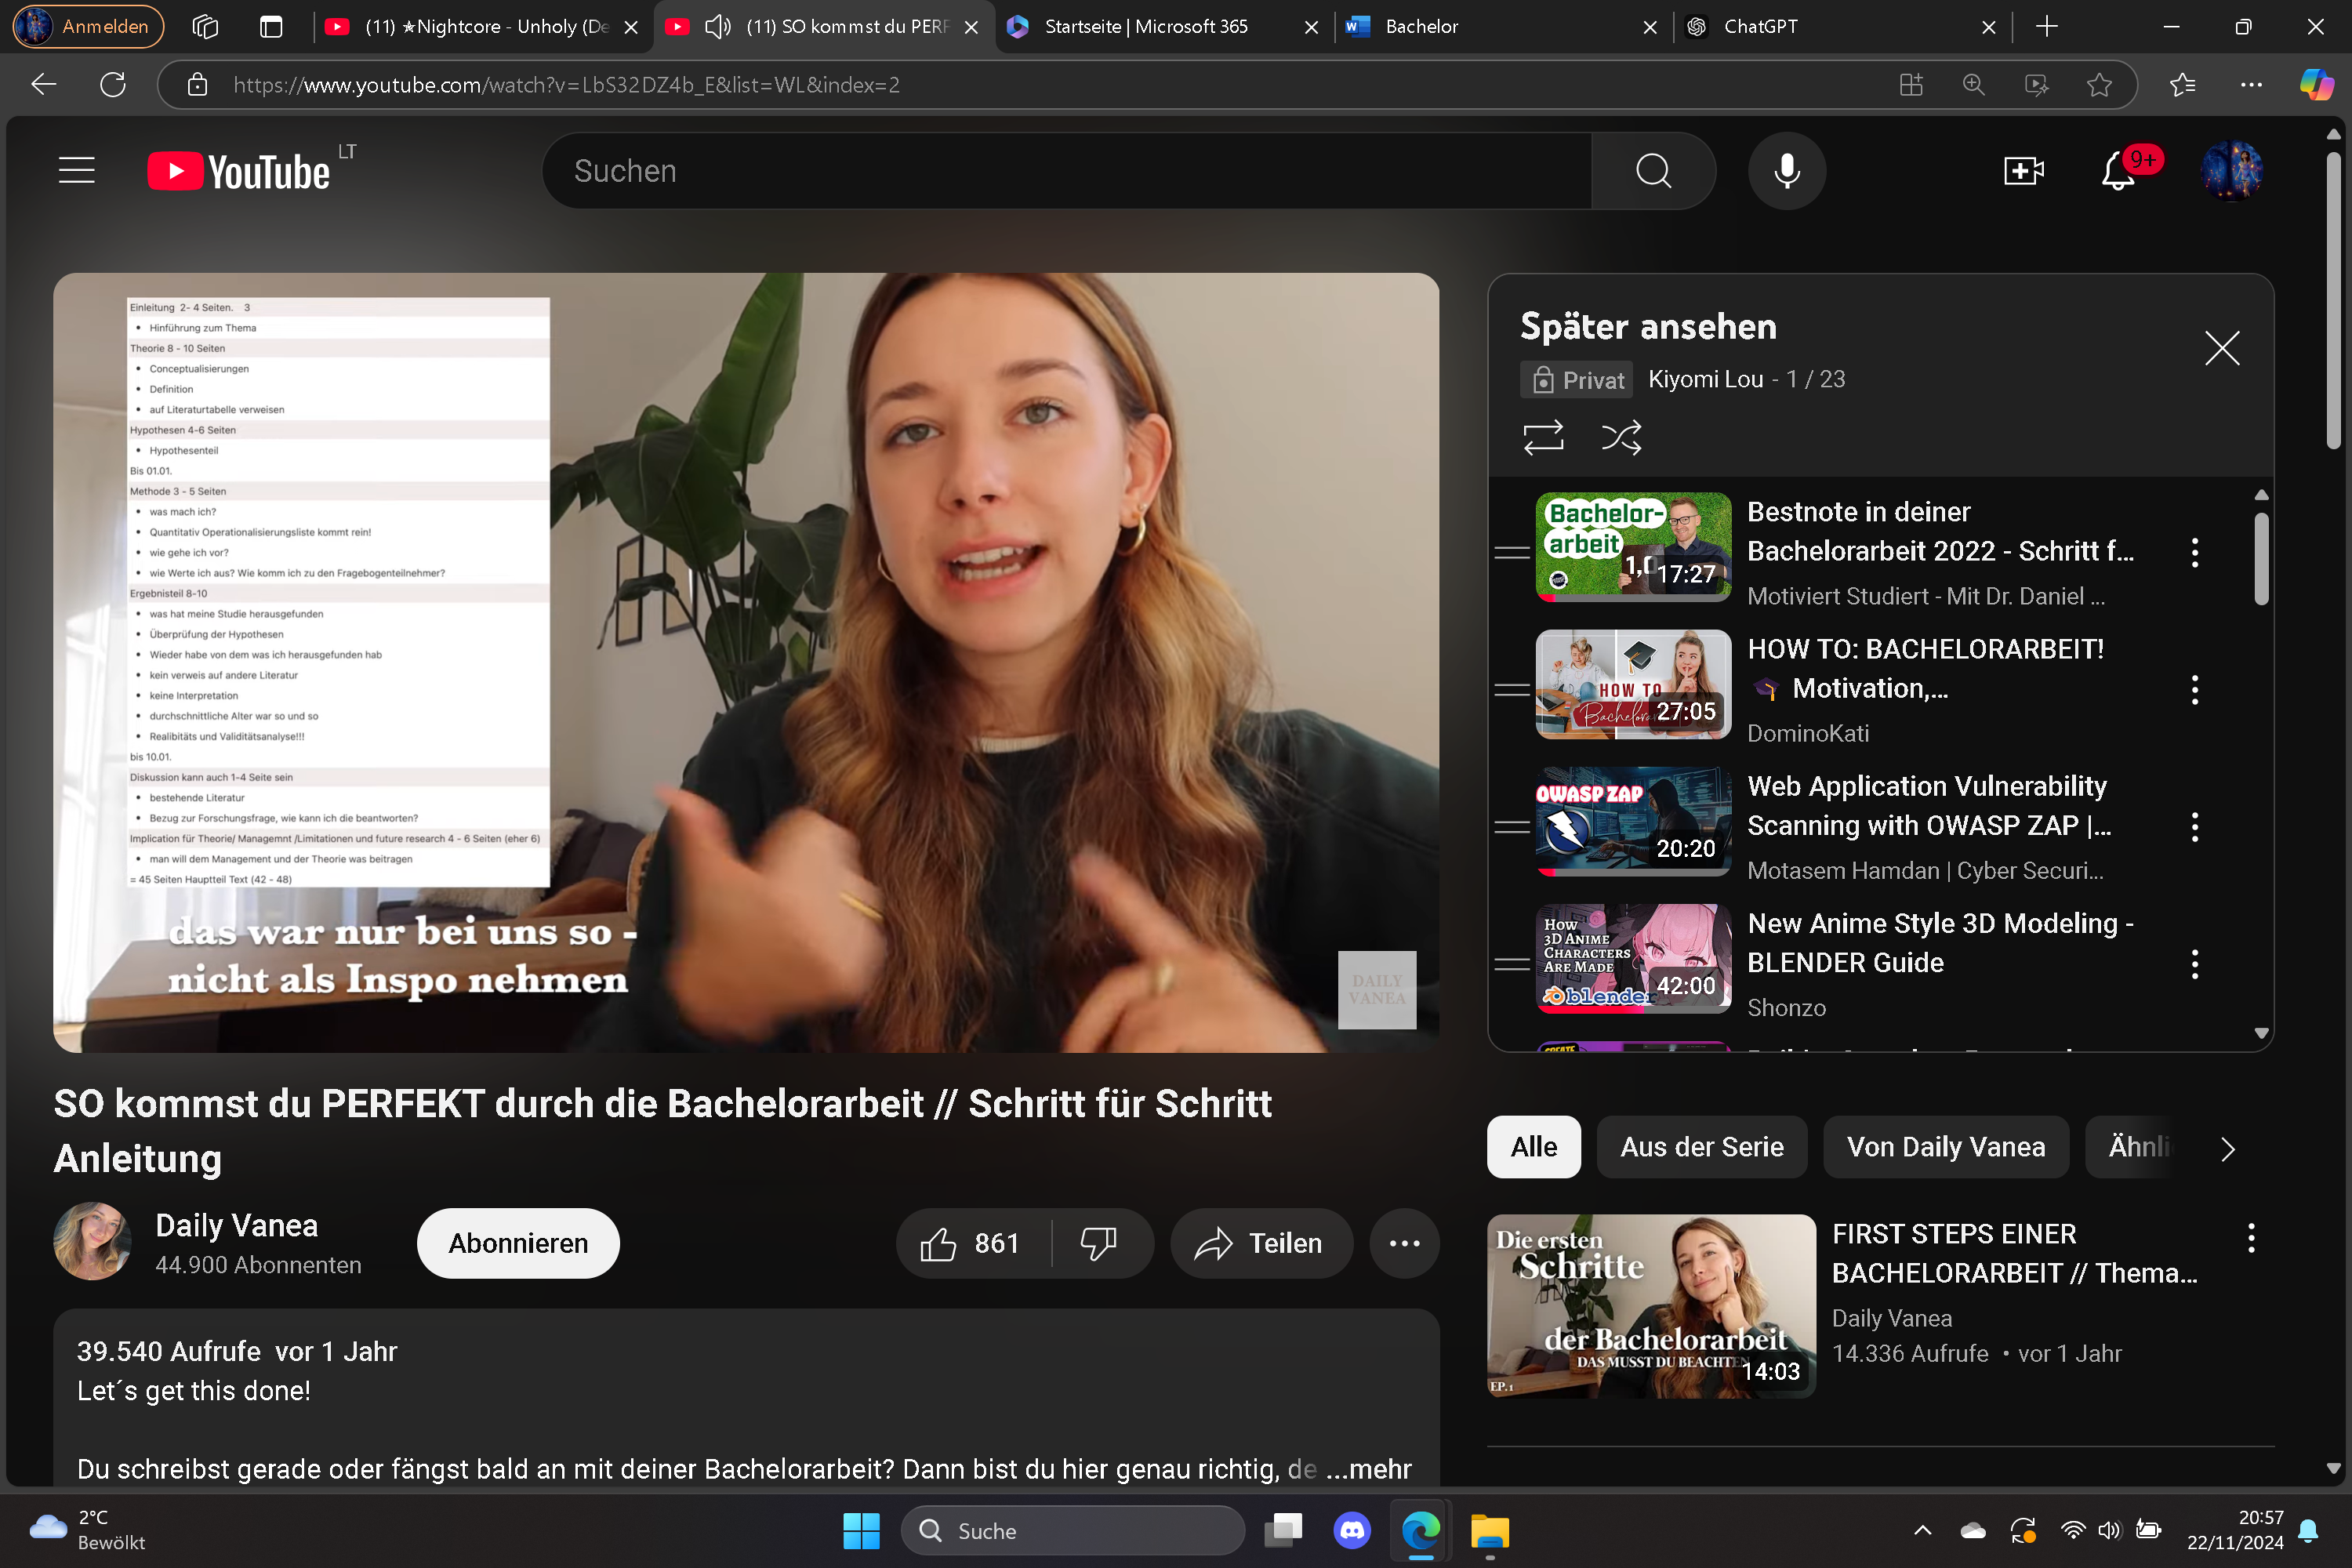 Anmelden
(11) ★Nightcore - Unholy (De
(11) SO kommst du PERF
Startseite | Microsoft 365
Bachelor
ChatGPT
https://www.youtube.com/watch?v=LbS32DZ4b_E&list=WL&index=2
YouTube LT
Suchen
9+
Einleitung 2- 4 Seiten. 3
• Hinführung zum Thema
Theorie 8 - 10 Seiten
• Conceptualisierungen
• Definition
• auf Literaturtabelle verweisen
Hypothesen 4-6 Seiten
• Hypothesenteil
Bis 01.01.
Methode 3 - 5 Seiten
• was mach ich?
• Quantitativ Operationalisierungsliste kommt rein!
• wie gehe ich vor?
• wie Werte ich aus? Wie komm ich zu den Fragebogenteilnehmer?
Ergebnisteil 8-10
• was hat meine Studie herausgefunden
• Überprüfung der Hypothesen
• Wieder habe von dem was ich herausgefunden hab
• kein verweis auf andere Literatur
• keine Interpretation
• durchschnittliche Alter war so und so
• Realibitäts und Validitätsanalyse!!!
bis 10.01.
Diskussion kann auch 1-4 Seite sein
• bestehende Literatur
• Bezug zur Forschungsfrage, wie kann ich die beantworten?
Implication für Theorie/ Managemnt /Limitationen und future research 4 - 6 Seiten (eher 6)
• man will dem Management und der Theorie was beitragen
= 45 Seiten Hauptteil Text (42 - 48)
das war nur bei uns so -
nicht als Inspo nehmen
DAILY
VANEA
SO kommst du PERFEKT durch die Bachelorarbeit // Schritt für Schritt
Anleitung
Daily Vanea
44.900 Abonnenten
Abonnieren
861
Teilen
39.540 Aufrufe vor 1 Jahr
Let´s get this done!
Du schreibst gerade oder fängst bald an mit deiner Bachelorarbeit? Dann bist du hier genau richtig, de ...mehr
Später ansehen
Privat Kiyomi Lou - 1 / 23
Bachelor-
arbeit
1,0
17:27
Bestnote in deiner
Bachelorarbeit 2022 - Schritt f...
Motiviert Studiert - Mit Dr. Daniel ...
HOW TO
27:05
HOW TO: BACHELORARBEIT!
Motivation,...
DominoKati
OWASP ZAP
20:20
Web Application Vulnerability
Scanning with OWASP ZAP |...
Motasem Hamdan | Cyber Securi...
HOW
3D ANIME
CHARACTERS
ARE MADE
blender
42:00
New Anime Style 3D Modeling -
BLENDER Guide
Shonzo
CREATE
Alle
Aus der Serie
Von Daily Vanea
Ähnli
Die ersten
Schritte
der Bachelorarbeit
DAS MUSST DU BEACHTEN
EP.1
14:03
FIRST STEPS EINER
BACHELORARBEIT // Thema...
Daily Vanea
14.336 Aufrufe • vor 1 Jahr
2°C
Bewölkt
Suche
20:57
22/11/2024